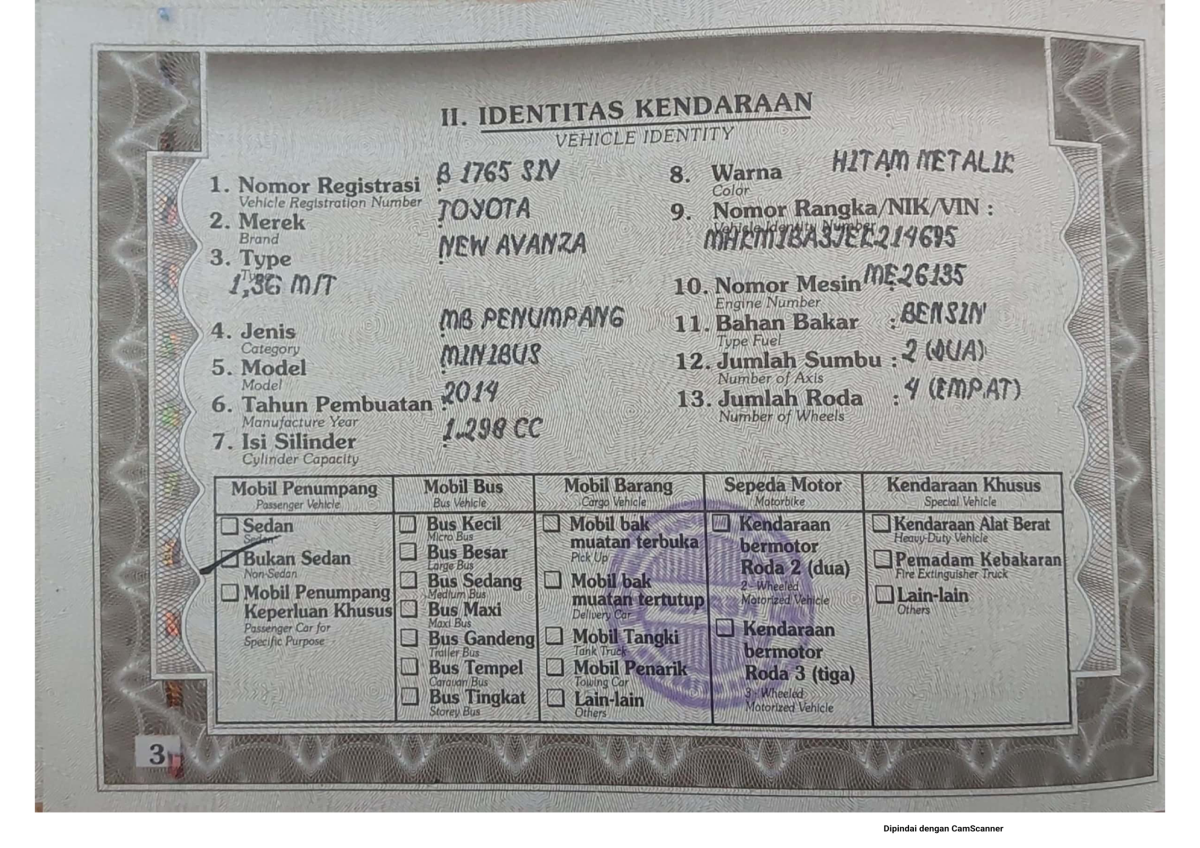 II. IDENTITAS KENDARAAN
VEHICLE IDENTITY
1. Nomor Registrasi : B 1765 SIV
Vehicle Registration Number
2. Merek : TOYOTA
Brand
3. Type : NEW AVANZA
Type
1,3G M/T
4. Jenis : MB PENUMPANG
Category
5. Model : MINIBUS
Model
6. Tahun Pembuatan : 2014
Manufacture Year
7. Isi Silinder : 1.298 CC
Cylinder Capacity
8. Warna : HITAM METALIK
Color
9. Nomor Rangka/NIK/VIN :
Vehicle Identity Number
10. Nomor Mesin : ME26135
Engine Number
11. Bahan Bakar : BENSIN
Type Fuel
12. Jumlah Sumbu : 2 (DUA)
Number of Axis
13. Jumlah Roda : 4 (EMPAT)
Number of Wheels
Mobil Penumpang
Passenger Vehicle
Sedan
Sedan
Bukan Sedan
Non-Sedan
Mobil Penumpang
Keperluan Khusus
Passenger Car for
Specific Purpose
Mobil Bus
Bus Vehicle
Bus Kecil
Micro Bus
Bus Besar
Large Bus
Bus Sedang
Medium Bus
Bus Maxi
Maxi Bus
Bus Gandeng
Trailer Bus
Bus Tempel
Caravan Bus
Bus Tingkat
Storey Bus
Mobil Barang
Cargo Vehicle
Mobil bak
muatan terbuka
Pick Up
Mobil bak
muatan tertutup
Delivery Car
Mobil Tangki
Tank Truck
Mobil Penarik
Towing Car
Lain-lain
Others
Sepeda Motor
Motorbike
Kendaraan
bermotor
Roda 2 (dua)
2 - Wheeled
Motorized Vehicle
Kendaraan
bermotor
Roda 3 (tiga)
3 - Wheeled
Motorized Vehicle
Kendaraan Khusus
Special Vehicle
Kendaraan Alat Berat
Heavy-Duty Vehicle
Pemadam Kebakaran
Fire Extinguisher Truck
Lain-lain
Others
3
Dipindai dengan CamScanner